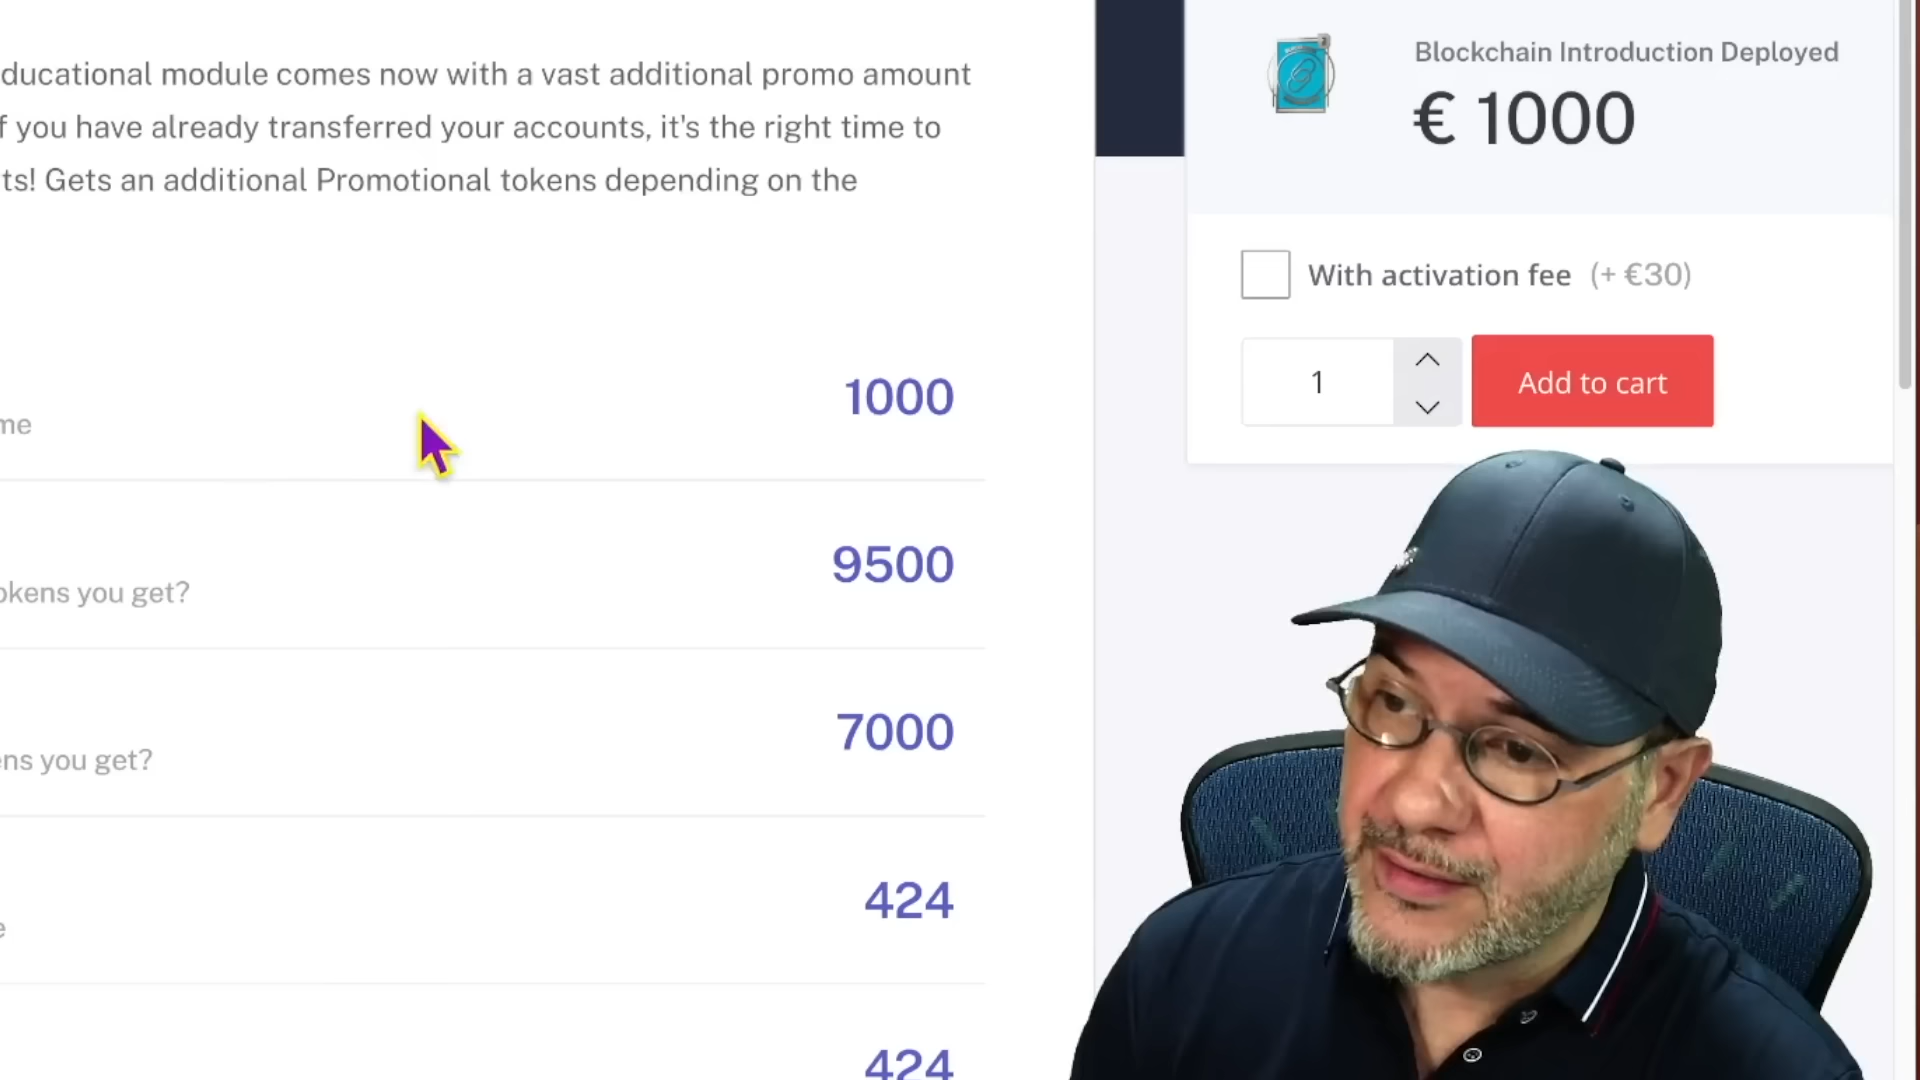 ducational module comes now with a vast additional promo amount
f you have already transferred your accounts, it's the right time to
ts! Gets an additional Promotional tokens depending on the
1000
me
9500
okens you get?
7000
ens you get?
424
e
424
Blockchain Introduction Deployed
€ 1000
With activation fee (+ €30)
1
Add to cart